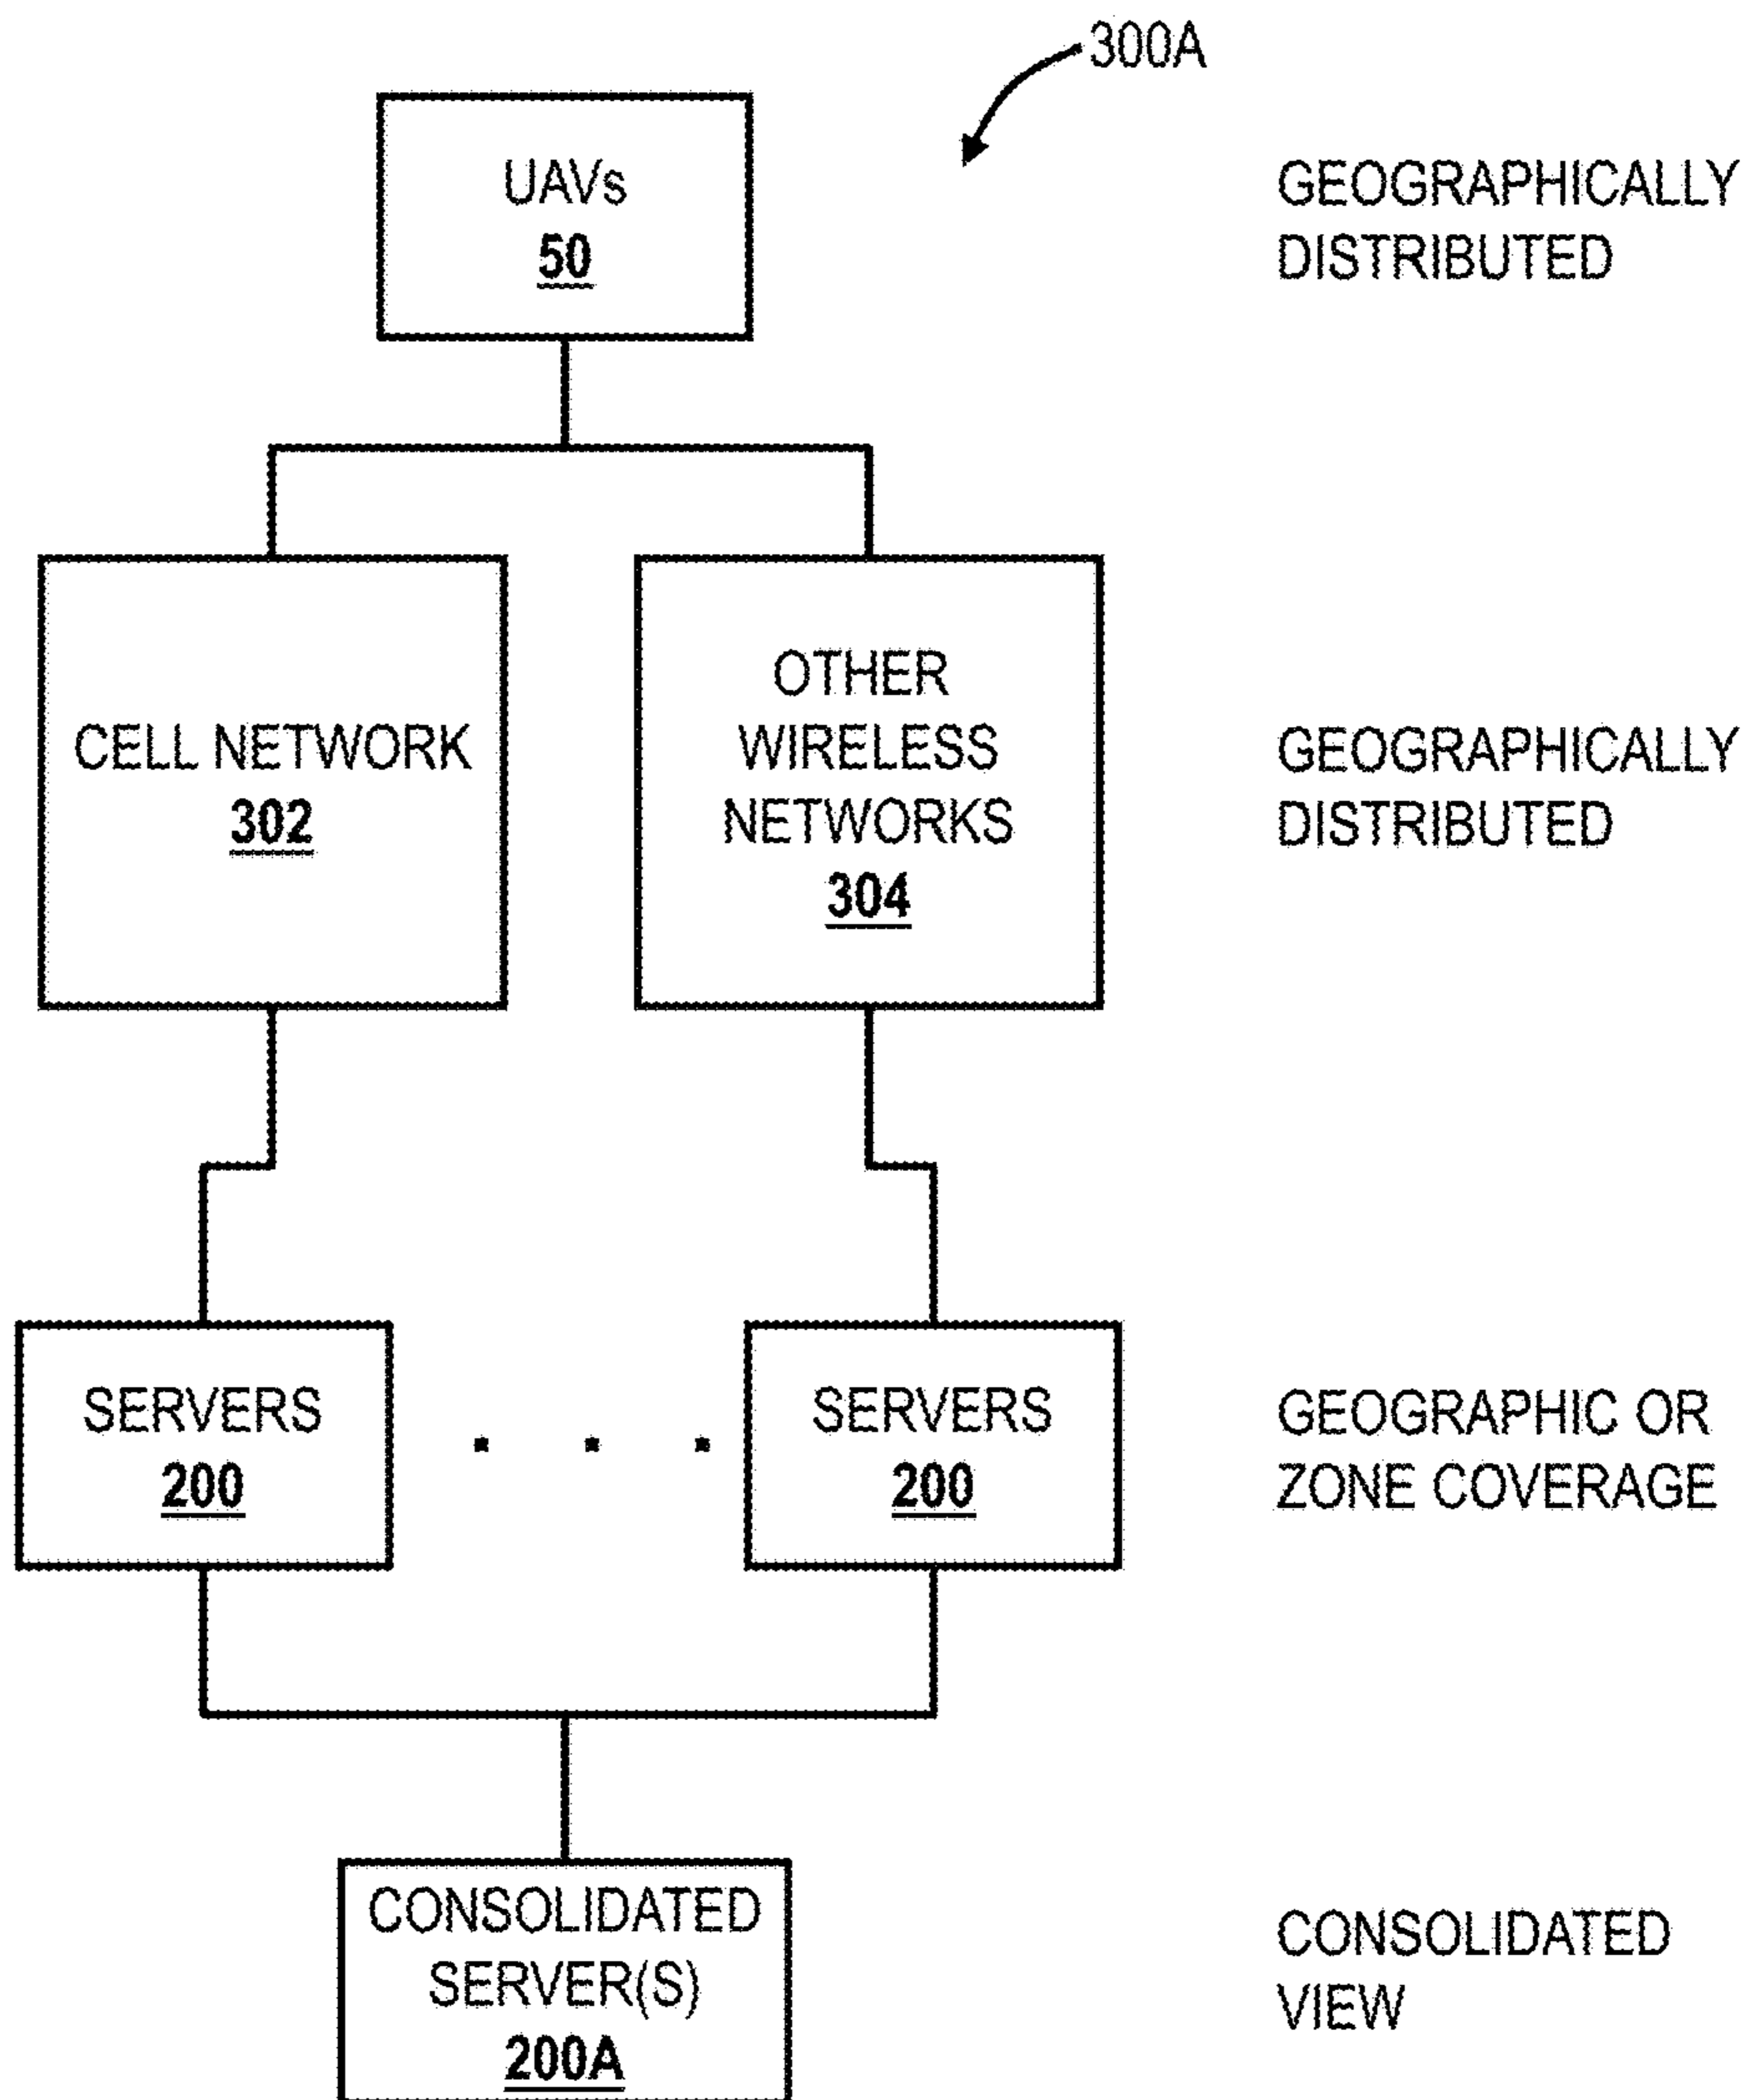 300A
UAVs
50
GEOGRAPHICALLY
DISTRIBUTED
CELL NETWORK
302
OTHER
WIRELESS
NETWORKS
304
GEOGRAPHICALLY
DISTRIBUTED
SERVERS
200
. . .
SERVERS
200
GEOGRAPHIC OR
ZONE COVERAGE
CONSOLIDATED
SERVER(S)
200A
CONSOLIDATED
VIEW